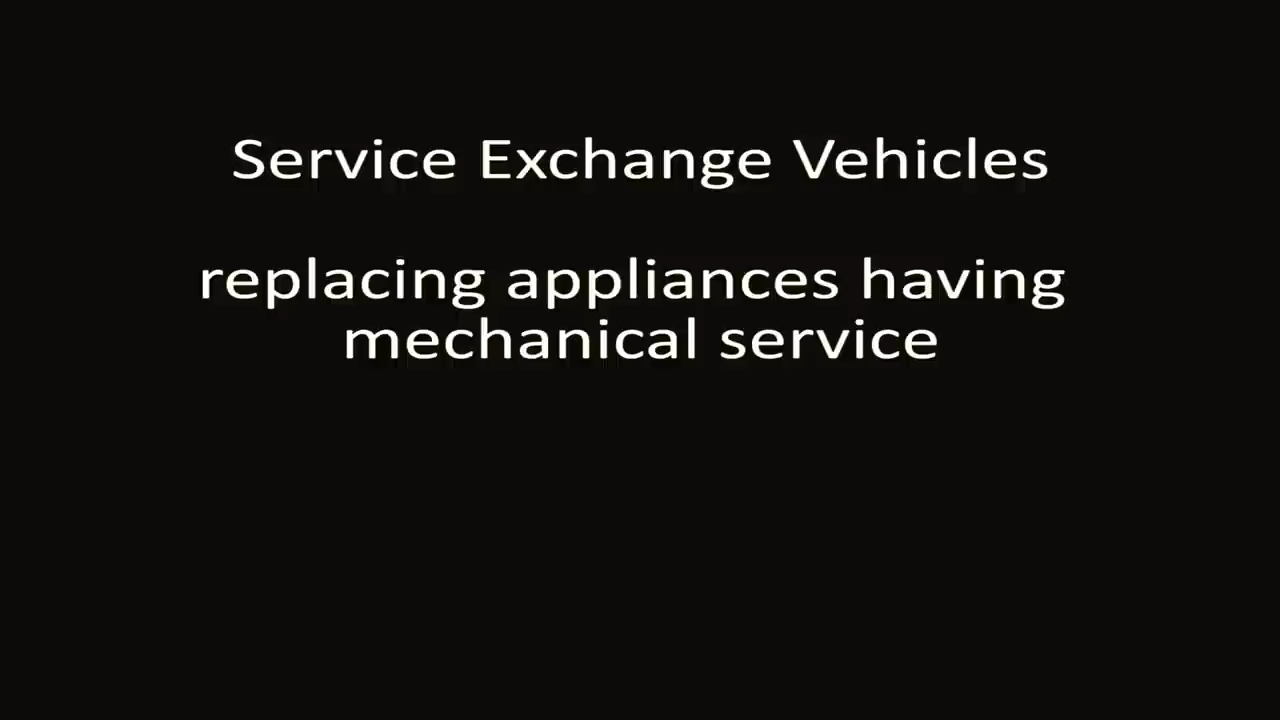 Service Exchange Vehicles
replacing appliances having
mechanical service